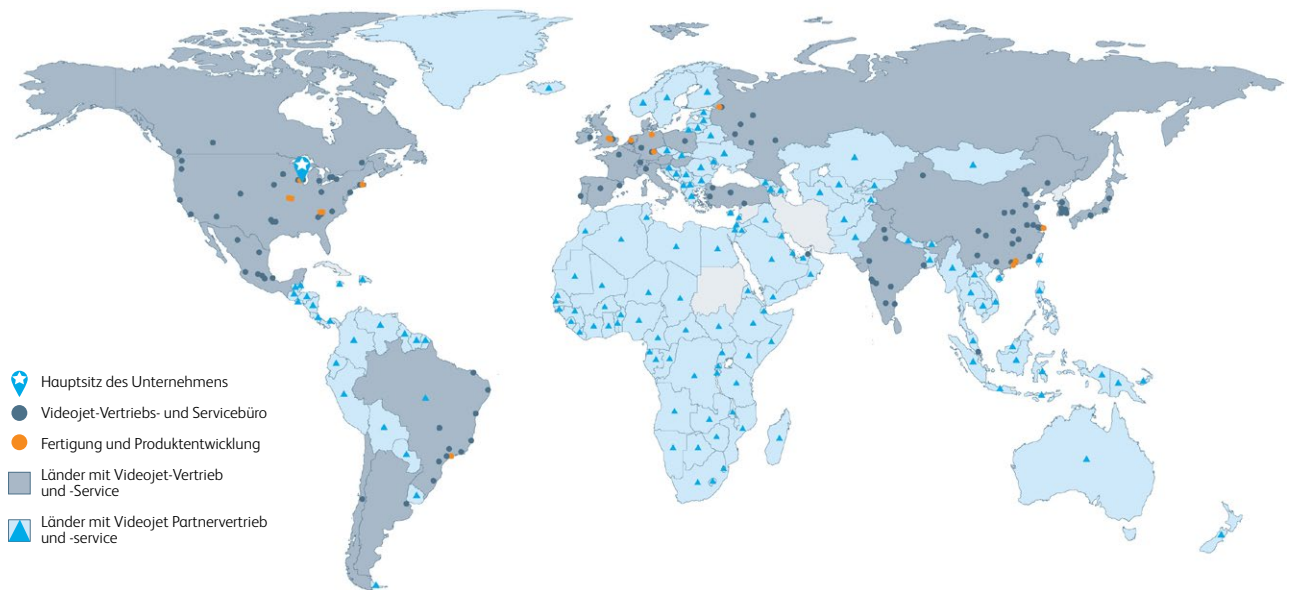 Hauptsitz des Unternehmens
Videojet-Vertriebs- und Servicebüro
Fertigung und Produktentwicklung
Länder mit Videojet-Vertrieb
und -Service
Länder mit Videojet Partnervertrieb
und -service